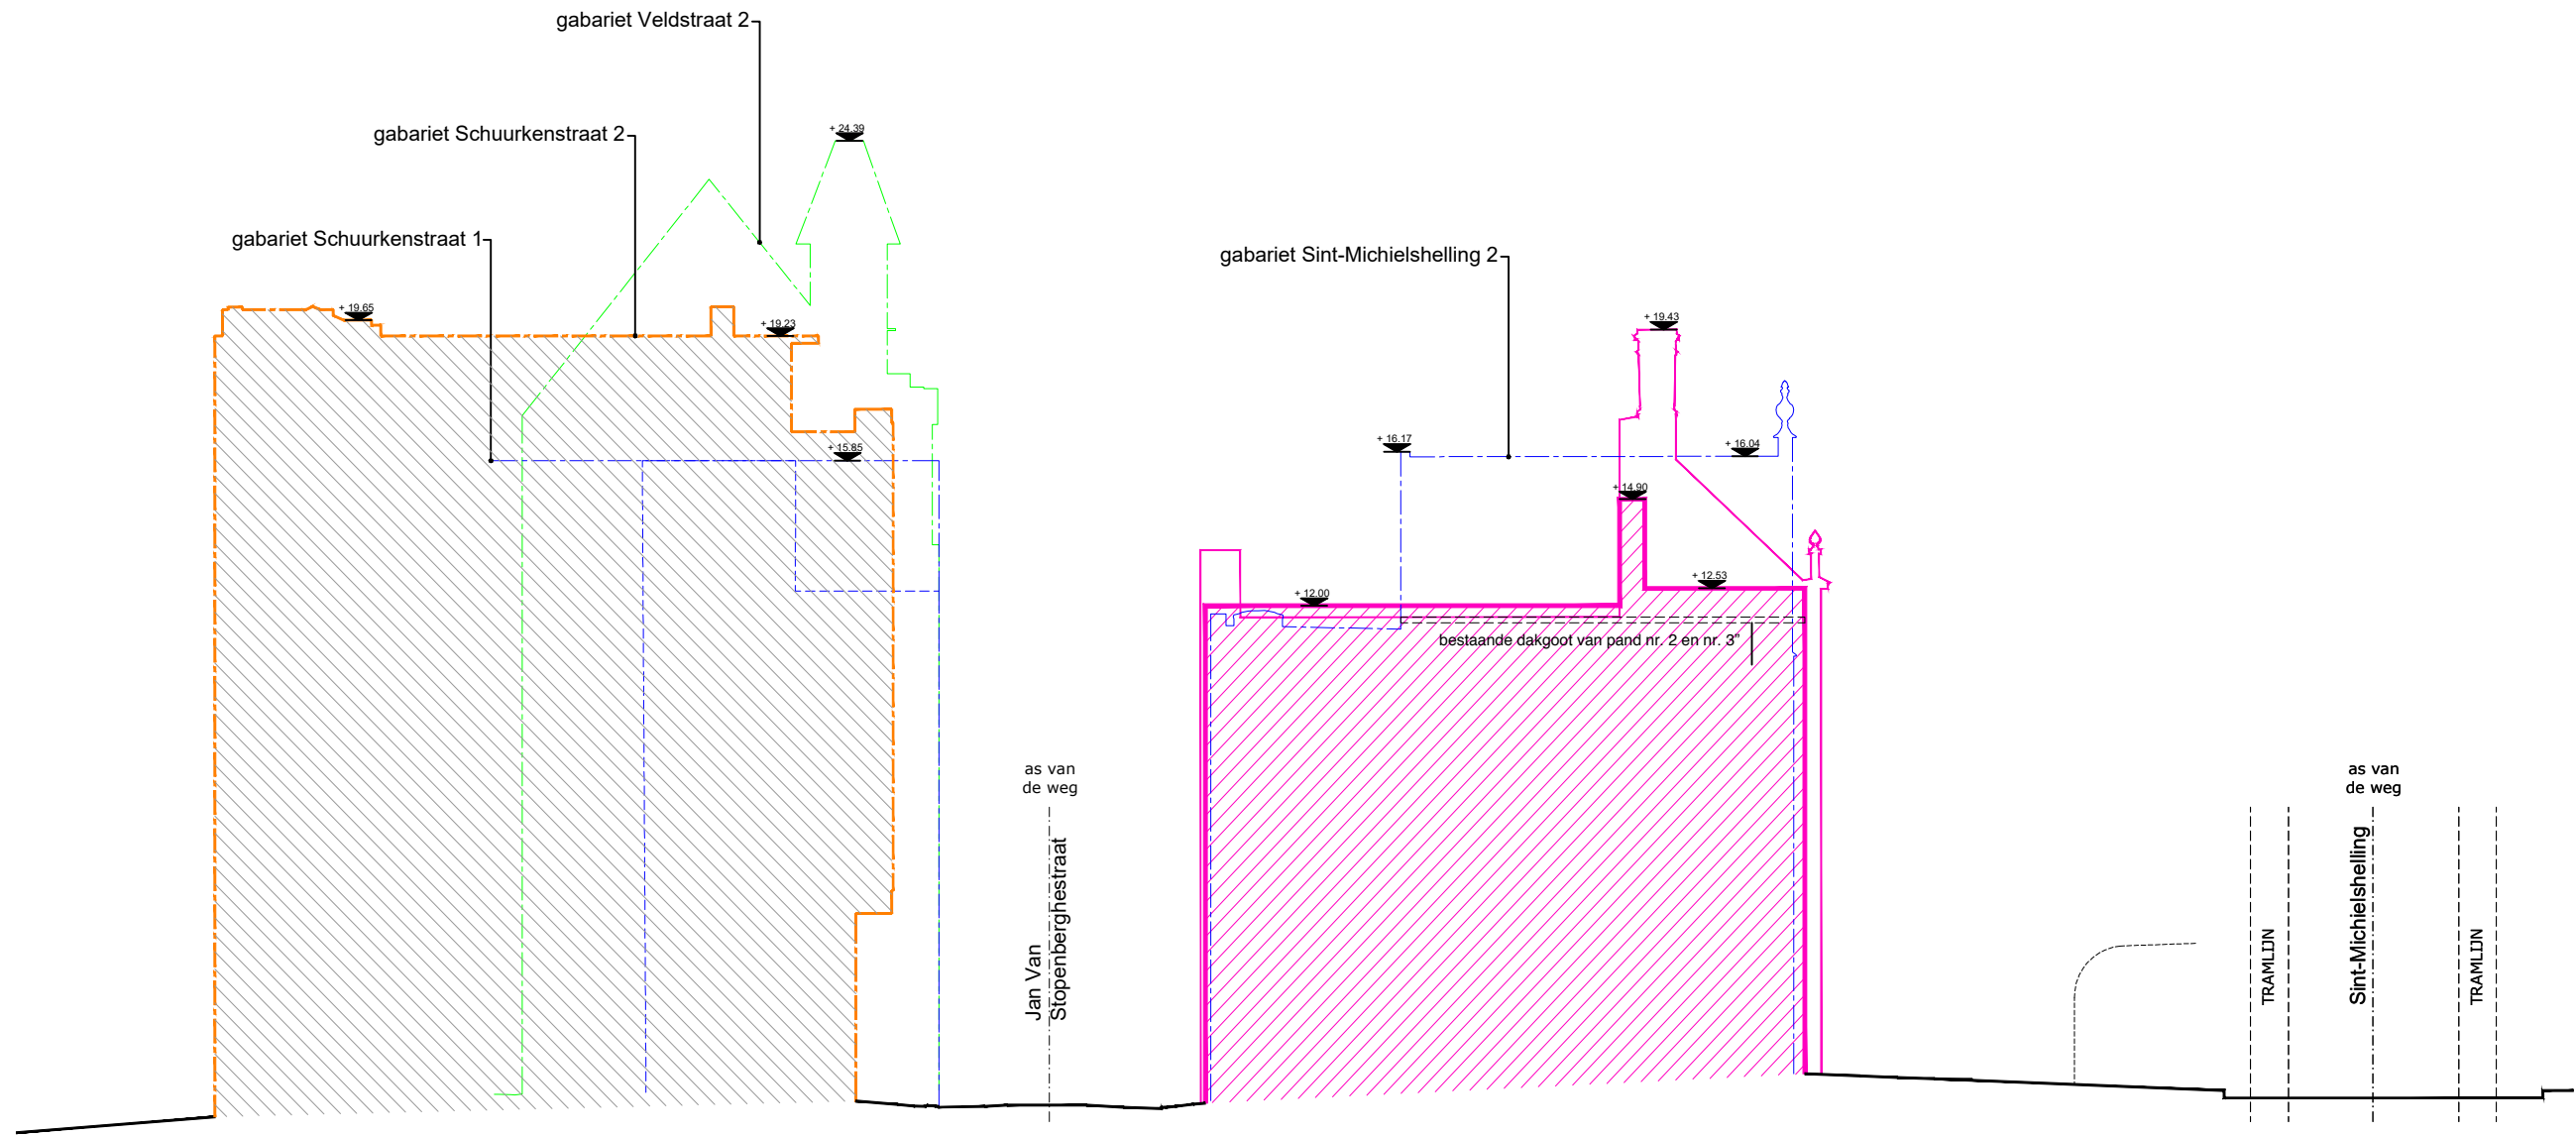 gabariet Veldstraat 2
+ 24.39
gabariet Schuurkenstraat 2
gabariet Schuurkenstraat 1
gabariet Sint-Michielshelling 2
+ 19.65
+ 19.23
+ 19.43
+ 15.85
+ 16.17
+ 16.04
+ 14.90
+ 12.00
+ 12.53
bestaande dakgoot van pand nr. 2 en nr. 3"
as van
de weg
Jan Van
Stopenberghestraat
as van
de weg
TRAMLIJN
Sint-Michielshelling
TRAMLIJN